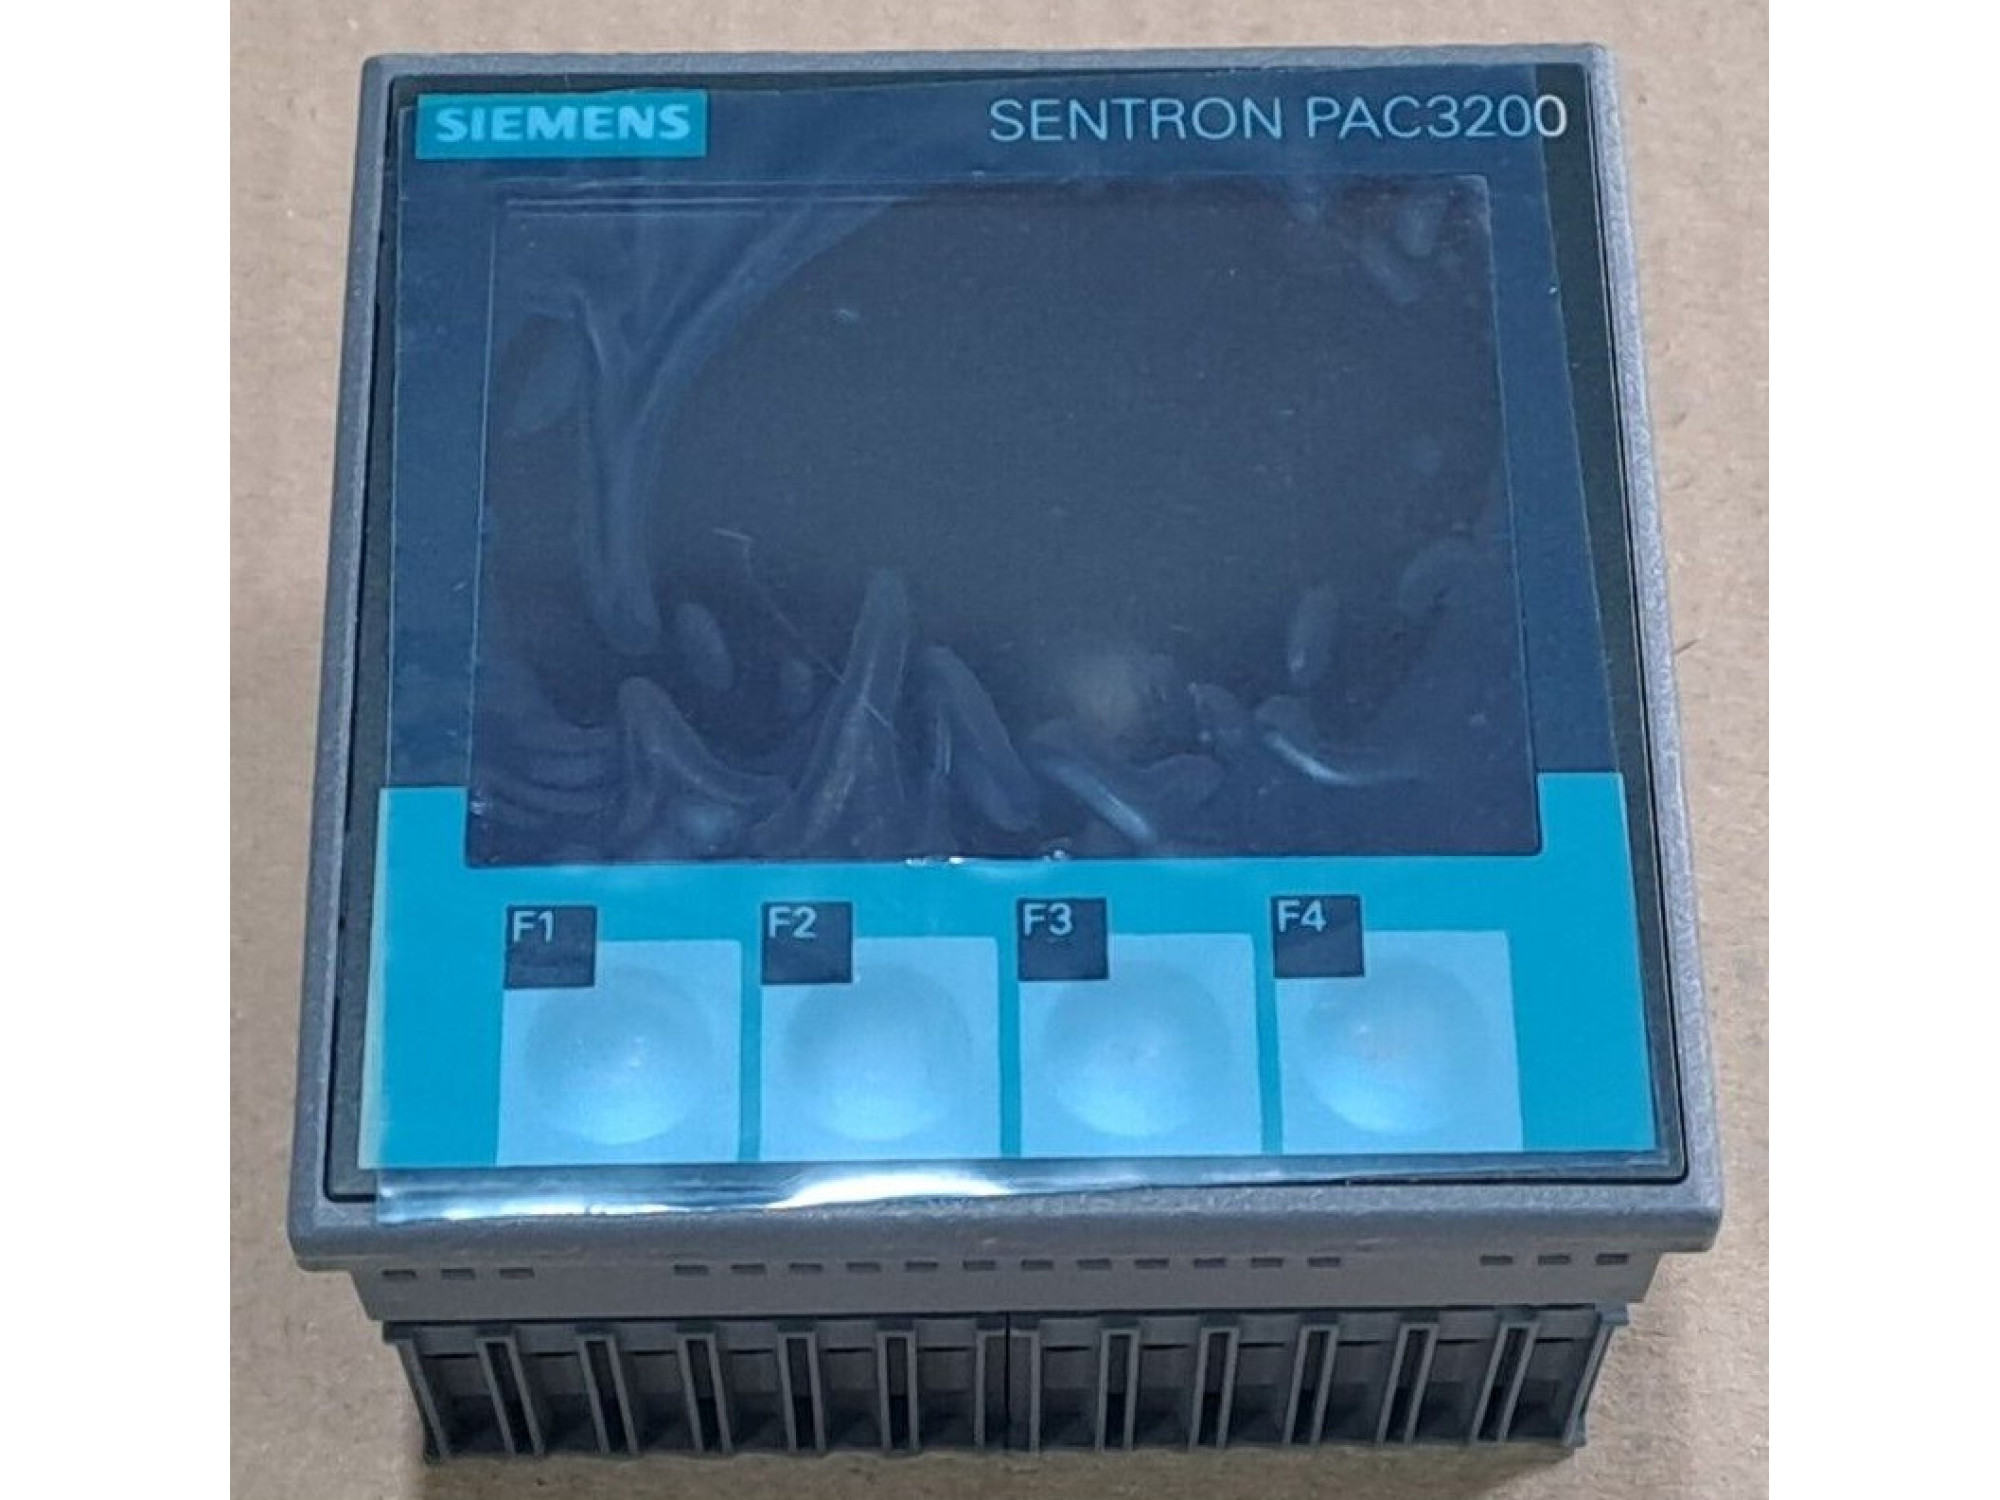 SIEMENS SENTRON PAC3200
F1 F2 F3 F4